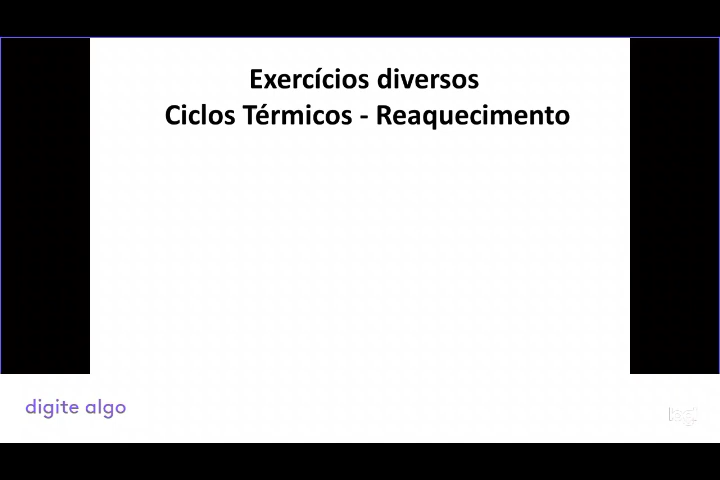 Exercícios diversos
Ciclos Térmicos - Reaquecimento
digite algo